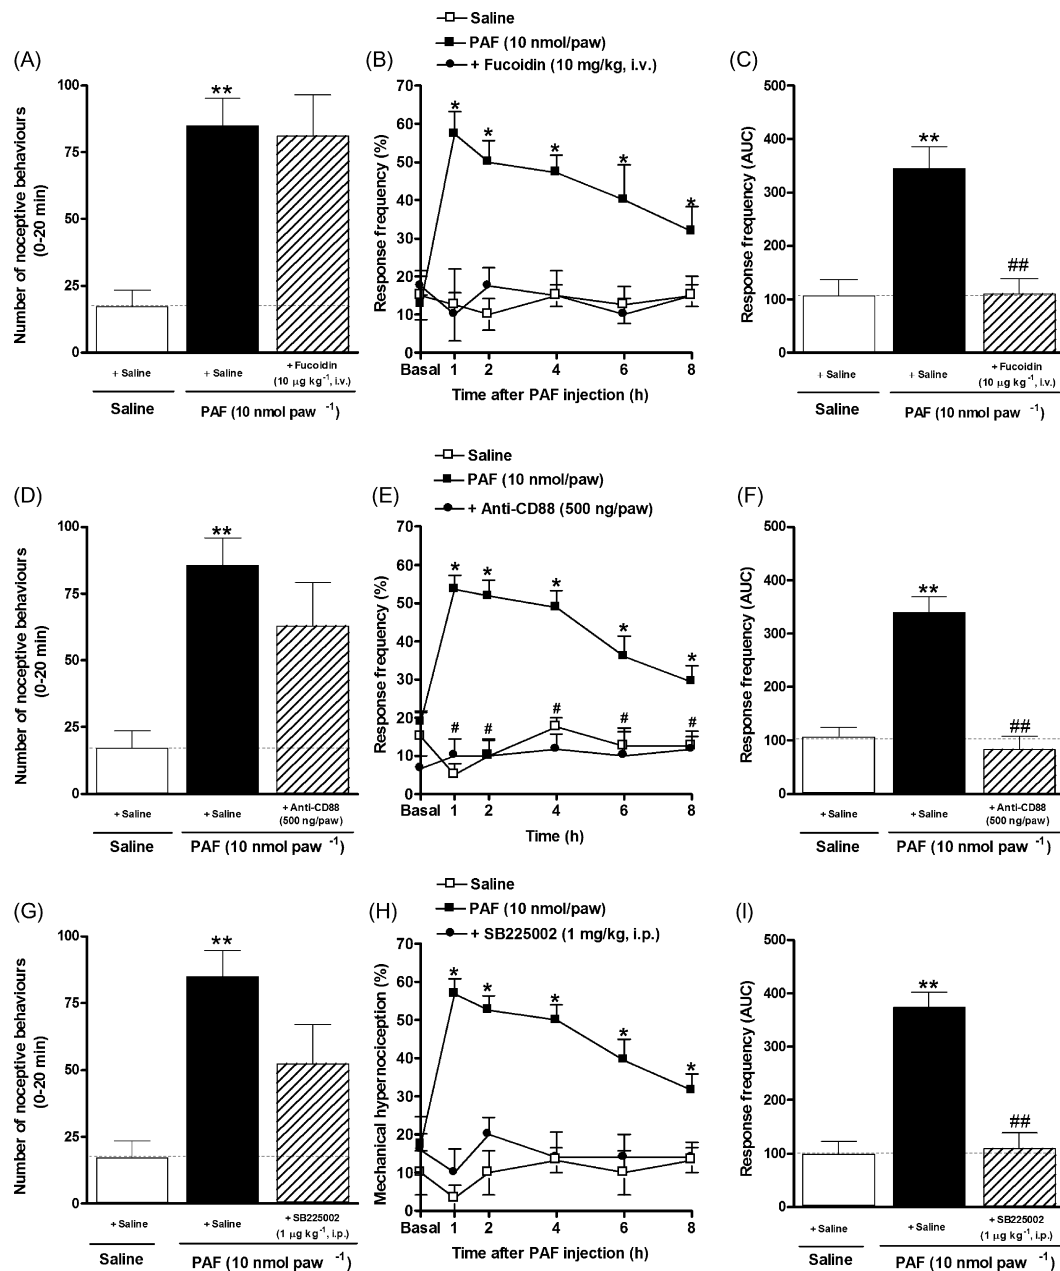 (A)
Number of noceptive behaviours
(0-20 min)
100
75
50
25
0
**
+ Saline
+ Saline
+ Fucoidin
(10 µg kg-1, i.v.)
Saline
PAF (10 nmol paw -1)
(B)
Saline
PAF (10 nmol/paw)
+ Fucoidin (10 mg/kg, i.v.)
Response frequency (%)
70
60
50
40
30
20
10
0
* * * * *
Basal 1 2 4 6 8
Time after PAF injection (h)
(C)
Response frequency (AUC)
500
400
300
200
100
0
**
##
+ Saline
+ Saline
+ Fucoidin
(10 µg kg-1, i.v.)
Saline
PAF (10 nmol paw-1)
(D)
Number of noceptive behaviours
(0-20 min)
100
75
50
25
0
**
+ Saline
+ Saline
+ Anti-CD88
(500 ng/paw)
Saline
PAF (10 nmol paw -1)
(E)
Saline
PAF (10 nmol/paw)
+ Anti-CD88 (500 ng/paw)
Response frequency (%)
70
60
50
40
30
20
10
0
* * * * *
# # # # #
Basal 1 2 4 6 8
Time (h)
(F)
Response frequency (AUC)
500
400
300
200
100
0
**
##
+ Saline
+ Saline
+ Anti-CD88
(500 ng/paw)
Saline
PAF (10 nmol paw -1)
(G)
Number of noceptive behaviours
(0-20 min)
100
75
50
25
0
**
+ Saline
+ Saline
+ SB225002
(1 µg kg-1, i.p.)
Saline
PAF (10 nmol paw -1)
(H)
Saline
PAF (10 nmol/paw)
+ SB225002 (1 mg/kg, i.p.)
Mechanical hypernociception (%)
70
60
50
40
30
20
10
0
* * * * *
Basal 1 2 4 6 8
Time after PAF injection (h)
(I)
Response frequency (AUC)
500
400
300
200
100
0
**
##
+ Saline
+ Saline
+ SB225002
(1 µg kg-1, i.p.)
Saline
PAF (10 nmol paw -1)